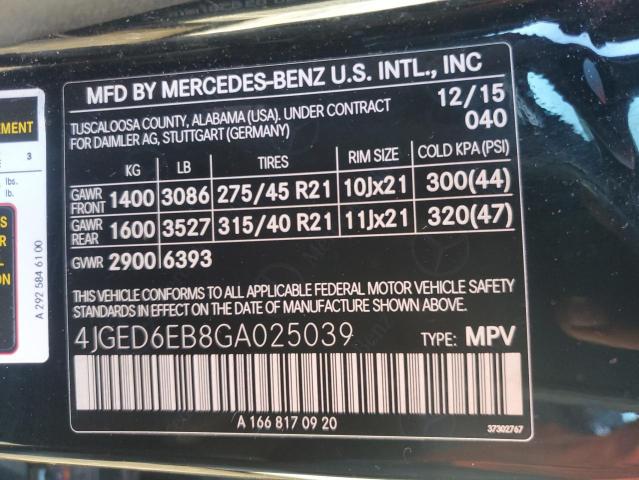 MFD BY MERCEDES-BENZ U.S. INTL., INC
TUSCALOOSA COUNTY, ALABAMA (USA). UNDER CONTRACT
FOR DAIMLER AG, STUTTGART (GERMANY)
12/15
040
KG LB TIRES RIM SIZE COLD KPA(PSI)
GAWR FRONT 1400 3086 275/45 R21 10Jx21 300(44)
GAWR REAR 1600 3527 315/40 R21 11Jx21 320(47)
GVWR 2900 6393
THIS VEHICLE CONFORMS TO ALL APPLICABLE FEDERAL MOTOR VEHICLE SAFETY
STANDARDS IN EFFECT ON THE DATE OF MANUFACTURE SHOWN ABOVE.
4JGED6EB8GA025039 TYPE: MPV
A 166 817 09 20
37302767
A 292 584 61 00
EMENT
3
lbs.
lb.